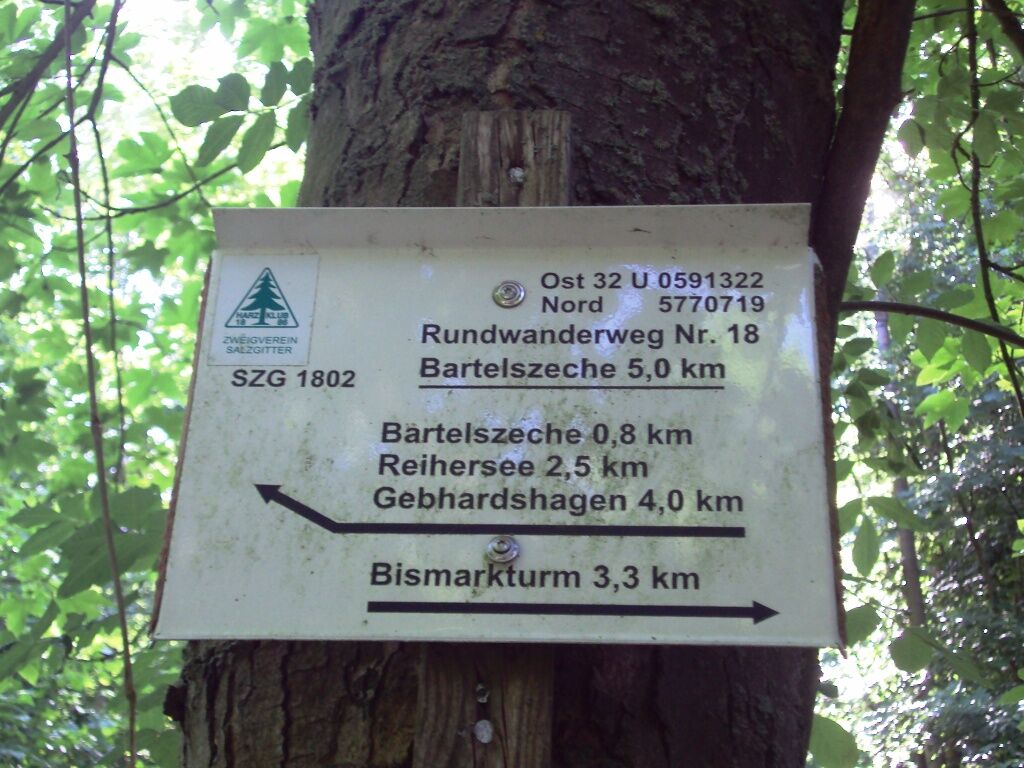 HARZ KLUB
18 86
ZWEIGVEREIN
SALZGITTER
SZG 1802
Ost 32 U 0591322
Nord 5770719
Rundwanderweg Nr. 18
Bartelszeche 5,0 km
Bartelszeche 0,8 km
Reihersee 2,5 km
Gebhardshagen 4,0 km
Bismarkturm 3,3 km